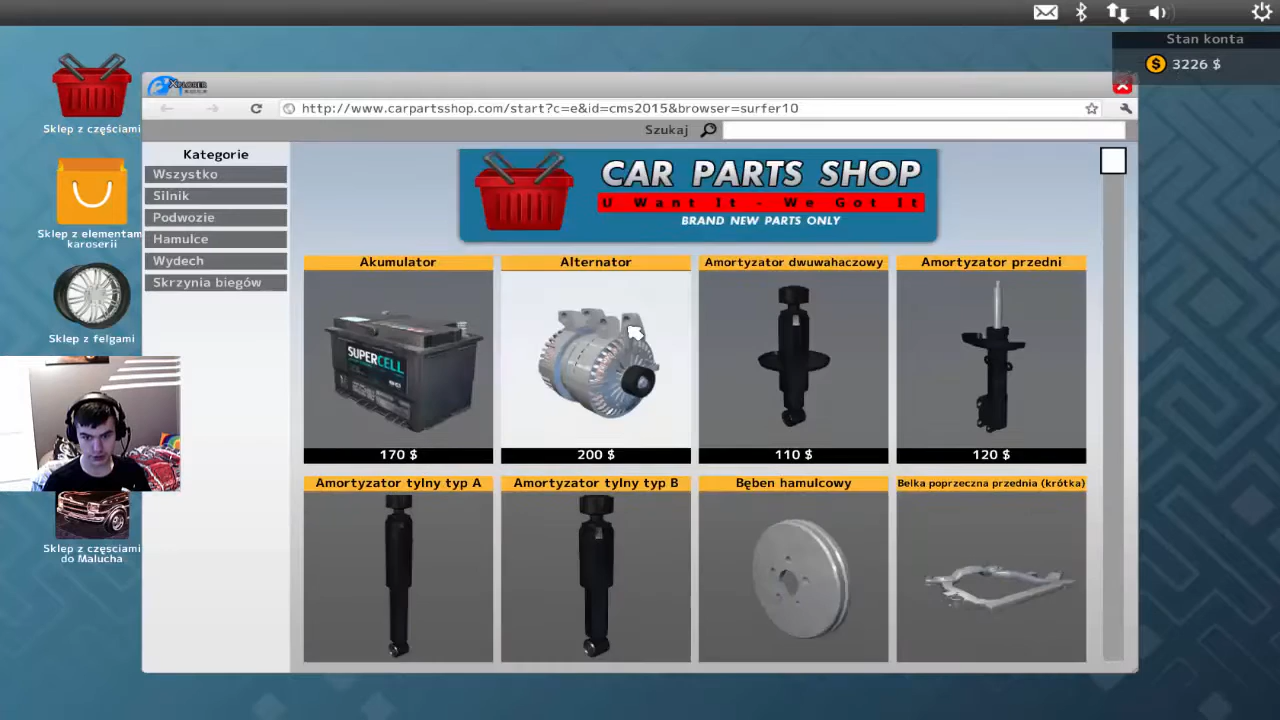 Stan konta
3226 $
Sklep z częściami
Sklep z elementam
karoserii
Sklep z felgami
Sklep z częsciami
do Malucha
http://www.carpartsshop.com/start?c=e&id=cms2015&browser=surfer10
Szukaj
Kategorie
Wszystko
Silnik
Podwozie
Hamulce
Wydech
Skrzynia biegów
CAR PARTS SHOP
U Want It - We Got It
BRAND NEW PARTS ONLY
Akumulator
SUPERCELL
170 $
Alternator
200 $
Amortyzator dwuwahaczowy
110 $
Amortyzator przedni
120 $
Amortyzator tylny typ A
Amortyzator tylny typ B
Bęben hamulcowy
Belka poprzeczna przednia (krótka)